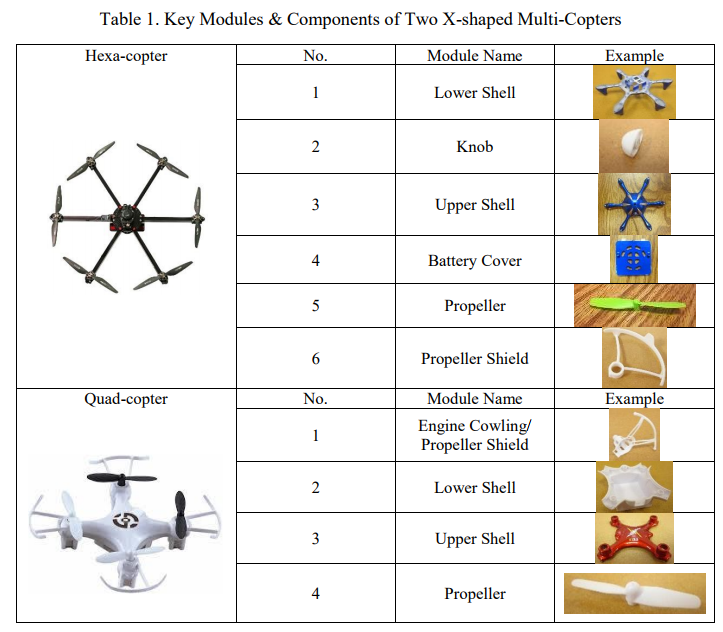 Table 1. Key Modules & Components of Two X-shaped Multi-Copters
Hexa-copter No. Module Name Example
1 Lower Shell
2 Knob
3 Upper Shell
4 Battery Cover
5 Propeller
6 Propeller Shield
Quad-copter No. Module Name Example
1 Engine Cowling/
Propeller Shield
2 Lower Shell
3 Upper Shell
4 Propeller